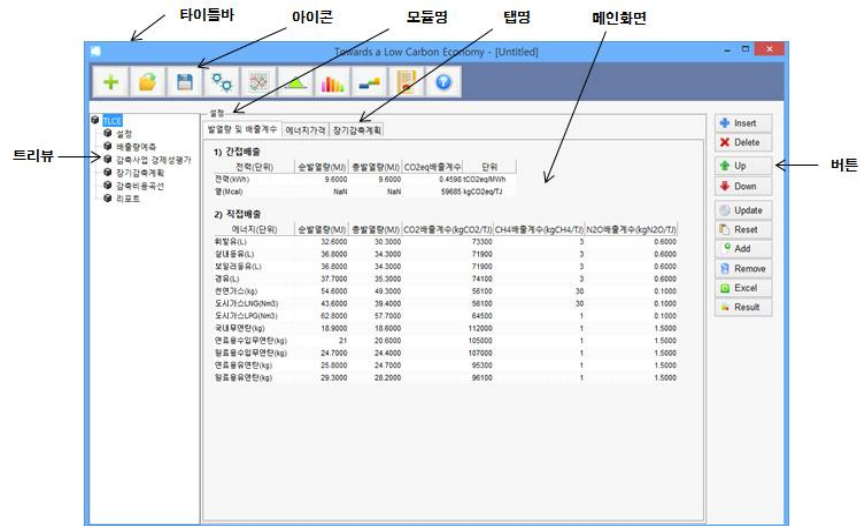 타이틀바 아이콘 모듈명 탭명 메인화면
Towards a Low Carbon Economy - [Untitled]
트리뷰
TLCE
설정
배출량예측
감축사업 경제성평가
장기감축계획
감축비용곡선
리포트
설정
발열량 및 배출계수 에너지가격 장기감축계획
1) 간접배출
전력(단위) 순발열량(MJ) 총발열량(MJ) CO2eq배출계수 단위
전력(kWh) 9.6000 9.6000 0.4598 tCO2eq/MWh
열(Mcal) NaN NaN 59685 kgCO2eq/TJ
2) 직접배출
에너지(단위) 순발열량(MJ) 총발열량(MJ) CO2배출계수(kgCO2/TJ) CH4배출계수(kgCH4/TJ) N2O배출계수(kgN2O/TJ)
휘발유(L) 32.6000 30.3000 73300 3 0.6000
실내등유(L) 36.8000 34.3000 71900 3 0.6000
보일러등유(L) 36.8000 34.3000 71900 3 0.6000
경유(L) 37.7000 35.3000 74100 3 0.6000
천연가스(kg) 54.6000 49.3000 56100 30 0.1000
도시가스LNG(Nm3) 43.6000 39.4000 56100 30 0.1000
도시가스LPG(Nm3) 62.8000 57.7000 64500 1 0.1000
국내무연탄(kg) 18.9000 18.6000 112000 1 1.5000
연료용수입무연탄(kg) 21 20.6000 105000 1 1.5000
원료용수입무연탄(kg) 24.7000 24.4000 107000 1 1.5000
연료용유연탄(kg) 25.8000 24.7000 95300 1 1.5000
원료용유연탄(kg) 29.3000 28.2000 96100 1 1.5000
Insert
Delete
Up
Down
Update
Reset
Add
Remove
Excel
Result
버튼